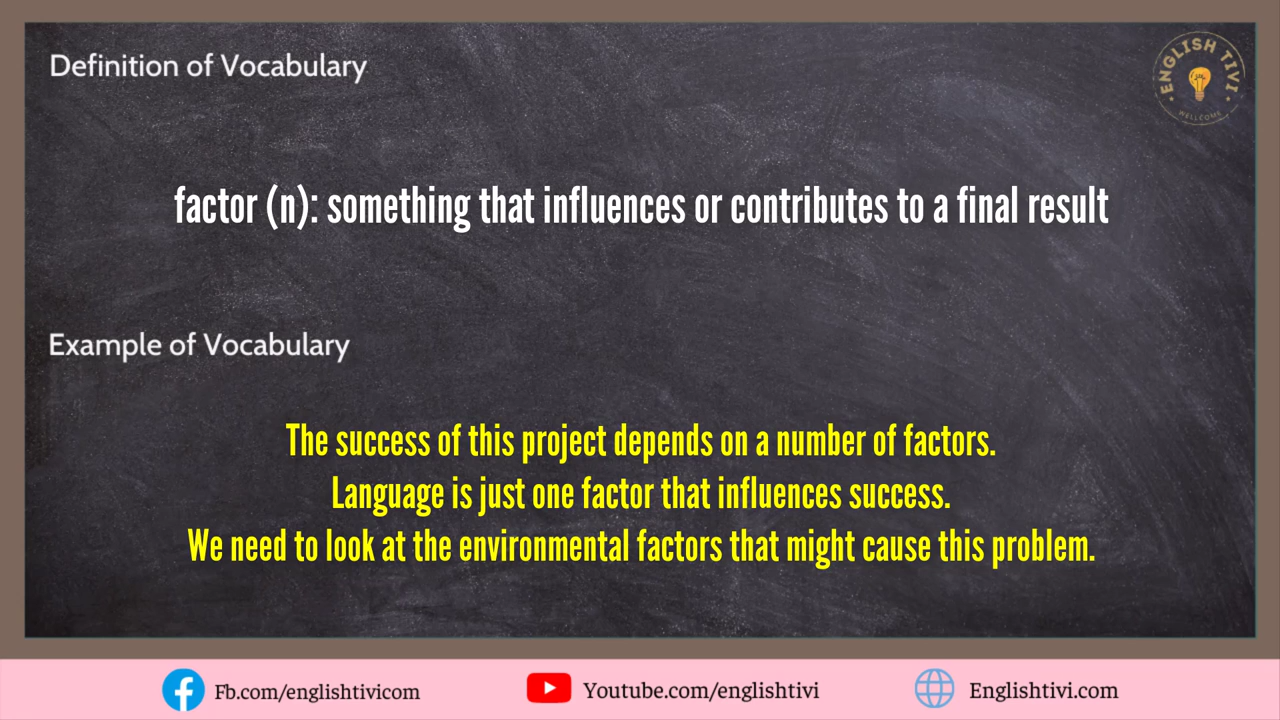 Definition of Vocabulary
ENGLISH TIVI
WELLCOME
factor (n): something that influences or contributes to a final result
Example of Vocabulary
The success of this project depends on a number of factors.
Language is just one factor that influences success.
We need to look at the environmental factors that might cause this problem.
Fb.com/englishtivicom
Youtube.com/englishtivi
Englishtivi.com